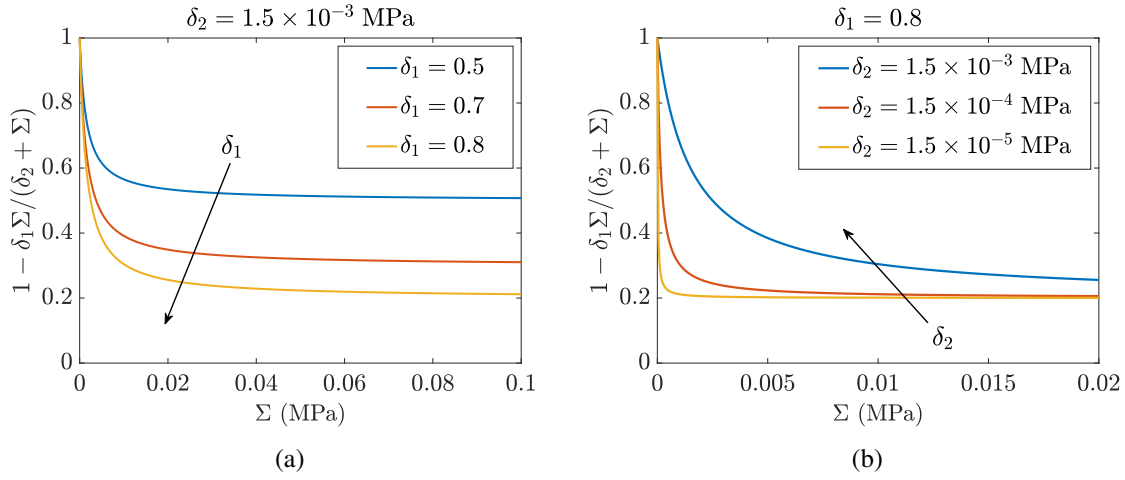 δ₂ = 1.5 × 10⁻³ MPa
1 − δ₁Σ/(δ₂ + Σ)
1
0.8
0.6
0.4
0.2
0
δ₁ = 0.5
δ₁ = 0.7
δ₁ = 0.8
δ₁
0 0.02 0.04 0.06 0.08 0.1
Σ (MPa)
(a)
δ₁ = 0.8
1 − δ₁Σ/(δ₂ + Σ)
1
0.8
0.6
0.4
0.2
0
δ₂ = 1.5 × 10⁻³ MPa
δ₂ = 1.5 × 10⁻⁴ MPa
δ₂ = 1.5 × 10⁻⁵ MPa
δ₂
0 0.005 0.01 0.015 0.02
Σ (MPa)
(b)